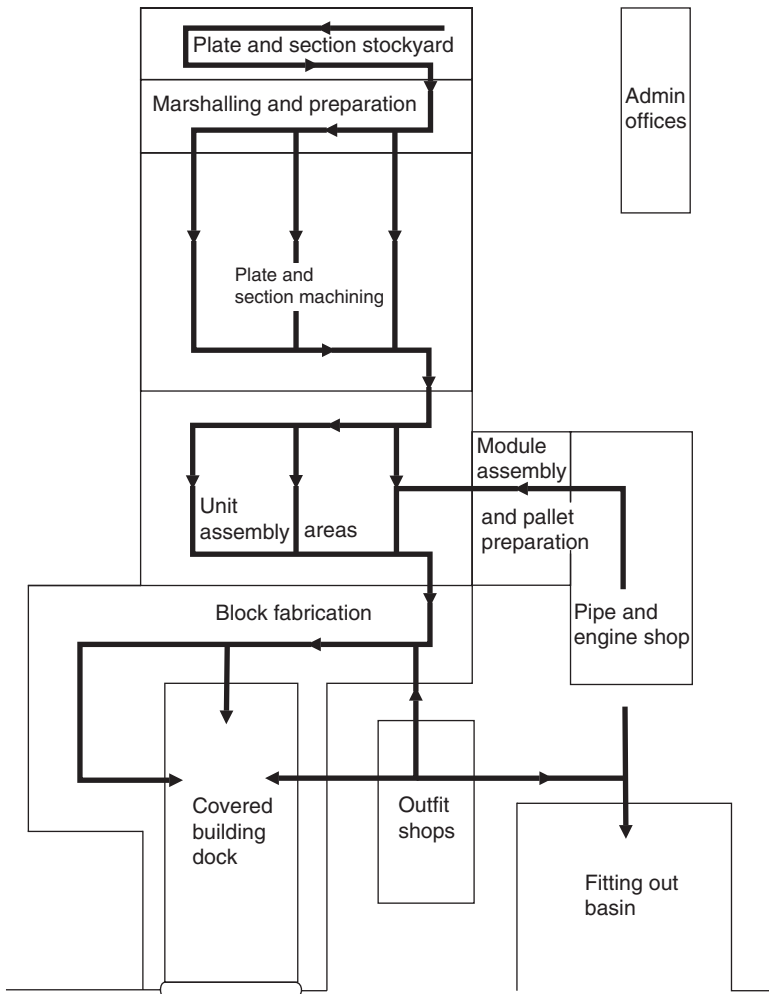 Plate and section stockyard
Marshalling and preparation
Admin
offices
Plate and
section machining
Module
assembly
and pallet
preparation
Unit
assembly areas
Block fabrication
Pipe and
engine shop
Covered
building
dock
Outfit
shops
Fitting out
basin